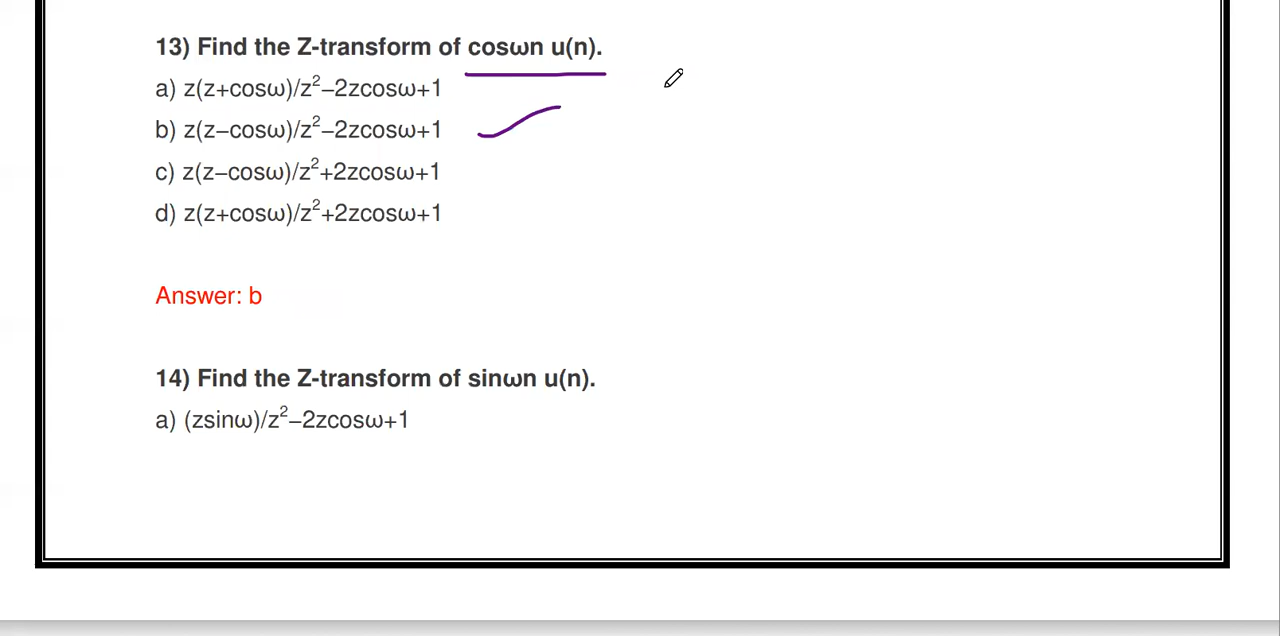 13) Find the Z-transform of cosωn u(n).
a) z(z+cosω)/z²−2zcosω+1
b) z(z−cosω)/z²−2zcosω+1
c) z(z−cosω)/z²+2zcosω+1
d) z(z+cosω)/z²+2zcosω+1
Answer: b
14) Find the Z-transform of sinωn u(n).
a) (zsinω)/z²−2zcosω+1